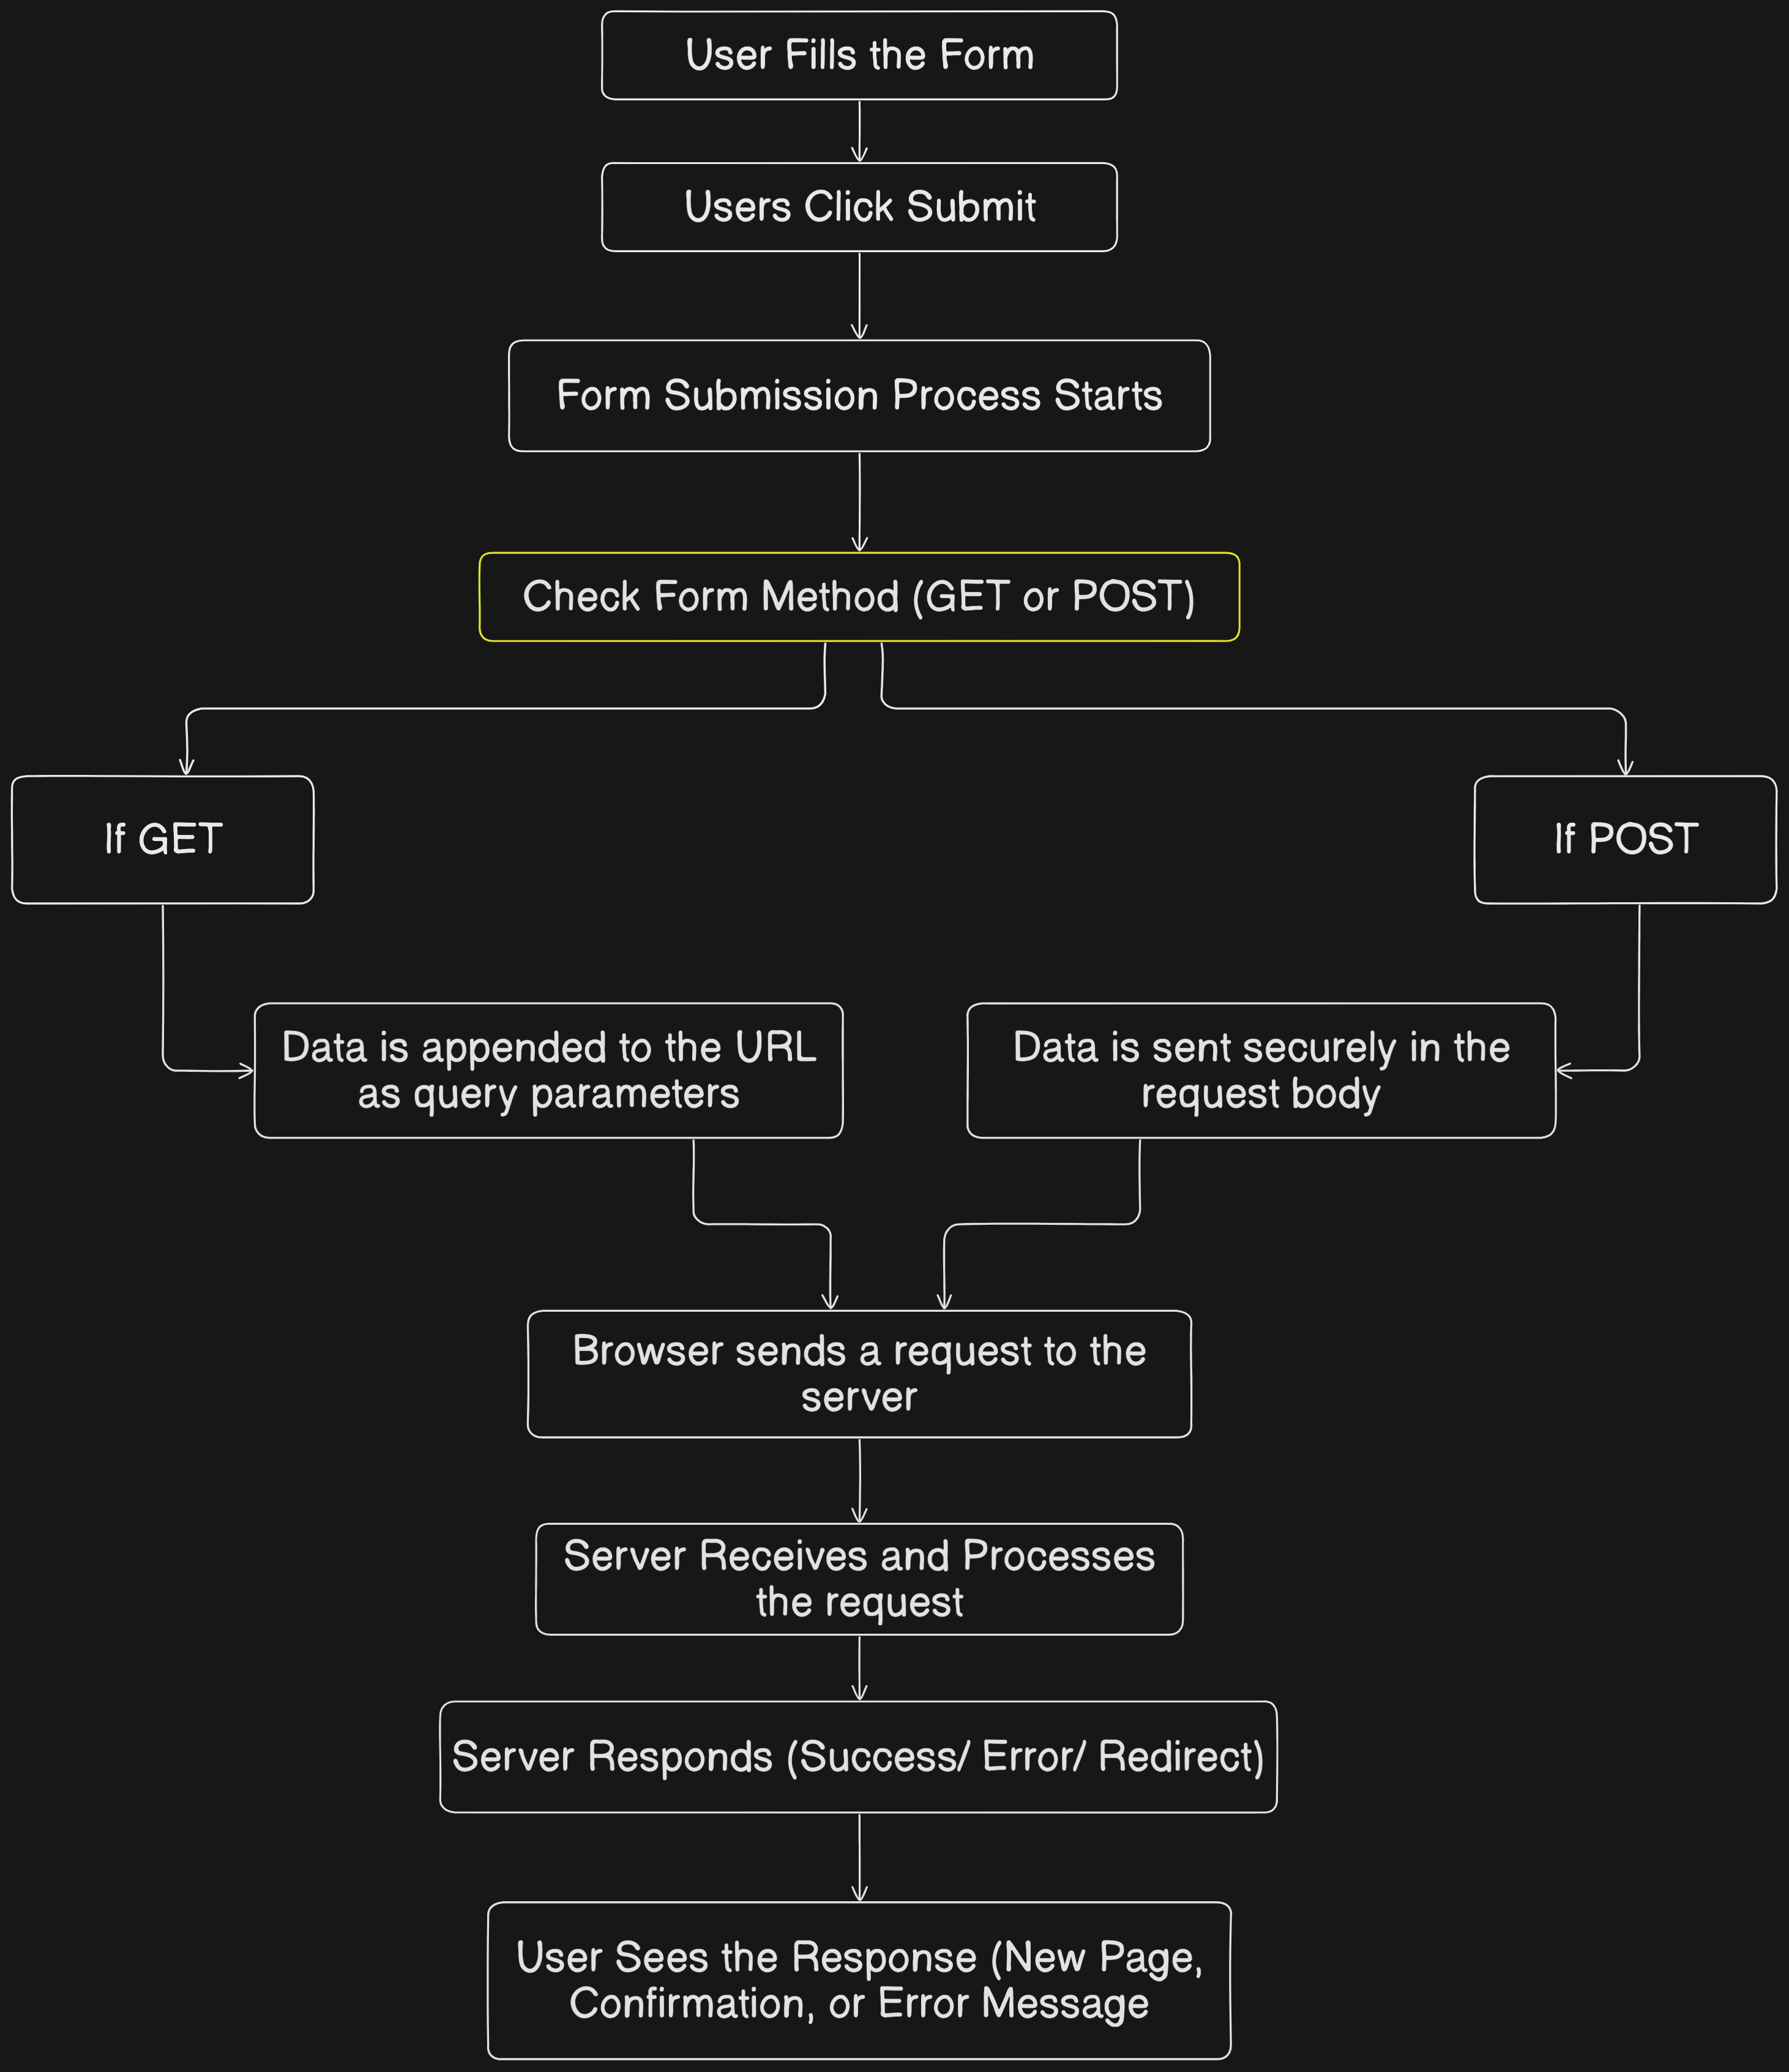 User Fills the Form
Users Click Submit
Form Submission Process Starts
Check Form Method (GET or POST)
If GET
If POST
Data is appended to the URL
as query parameters
Data is sent securely in the
request body
Browser sends a request to the
server
Server Receives and Processes
the request
Server Responds (Success/ Error/ Redirect)
User Sees the Response (New Page,
Confirmation, or Error Message